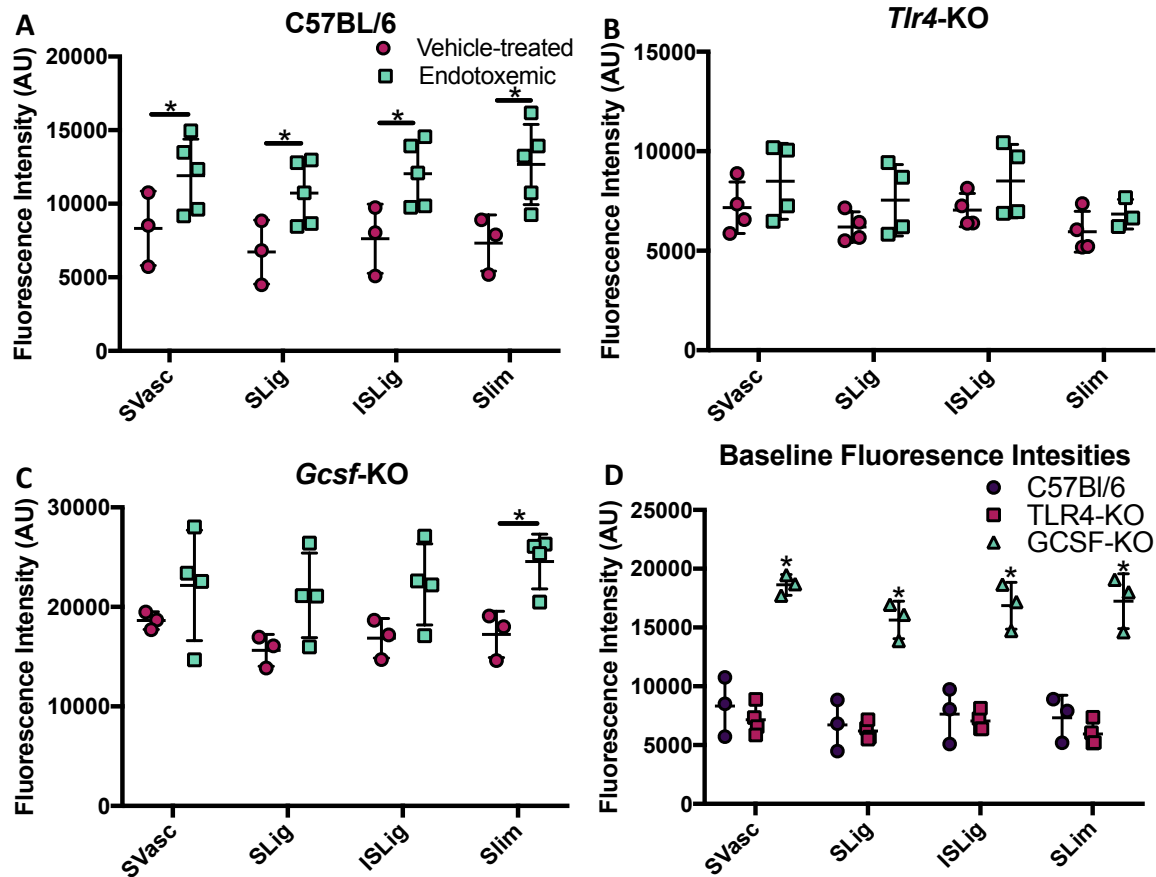 A
C57BL/6
Vehicle-treated
Endotoxemic
Fluorescence Intensity (AU)
20000
15000
10000
5000
0
*
*
*
*
SVasc
SLig
ISLig
Slim
B
Tlr4-KO
Fluorescence Intensity (AU)
15000
10000
5000
0
SVasc
SLig
ISLig
Slim
C
Gcsf-KO
Fluorescence Intensity (AU)
30000
20000
10000
0
*
SVasc
SLig
ISLig
Slim
D
Baseline Fluoresence Intesities
C57Bl/6
TLR4-KO
GCSF-KO
Fluorescence Intensity (AU)
25000
20000
15000
10000
5000
0
*
*
*
*
SVasc
SLig
ISLig
SLim